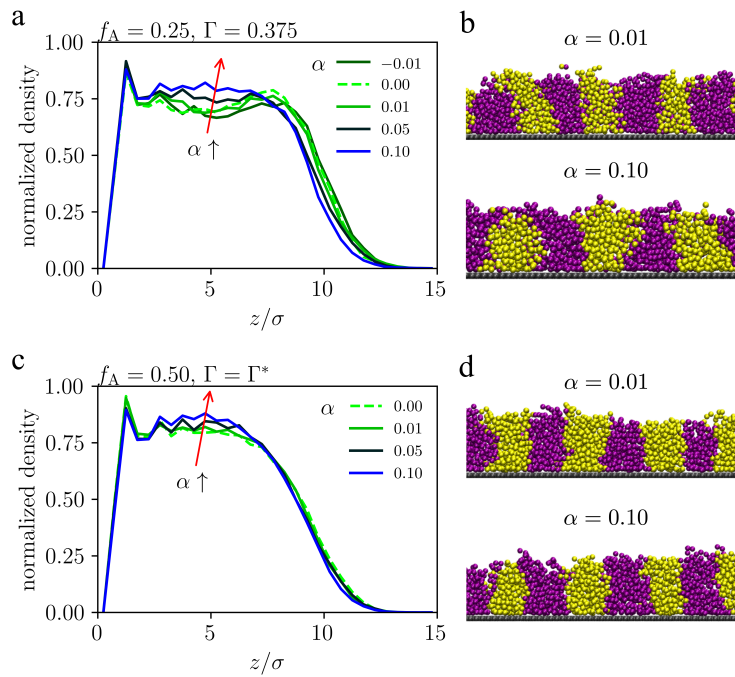 a
f_A = 0.25, Γ = 0.375
normalized density
1.00
0.75
0.50
0.25
0.00
α
−0.01
0.00
0.01
0.05
0.10
α ↑
0
5
10
15
z/σ
b
α = 0.01
α = 0.10
c
f_A = 0.50, Γ = Γ*
normalized density
1.00
0.75
0.50
0.25
0.00
α
0.00
0.01
0.05
0.10
α ↑
0
5
10
15
z/σ
d
α = 0.01
α = 0.10